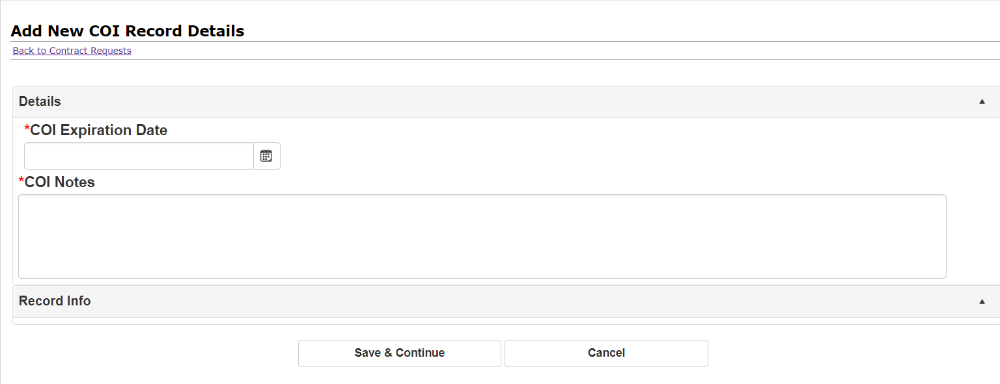 Add New COI Record Details
Back to Contract Requests
Details
*COI Expiration Date
*COI Notes
Record Info
Save & Continue
Cancel